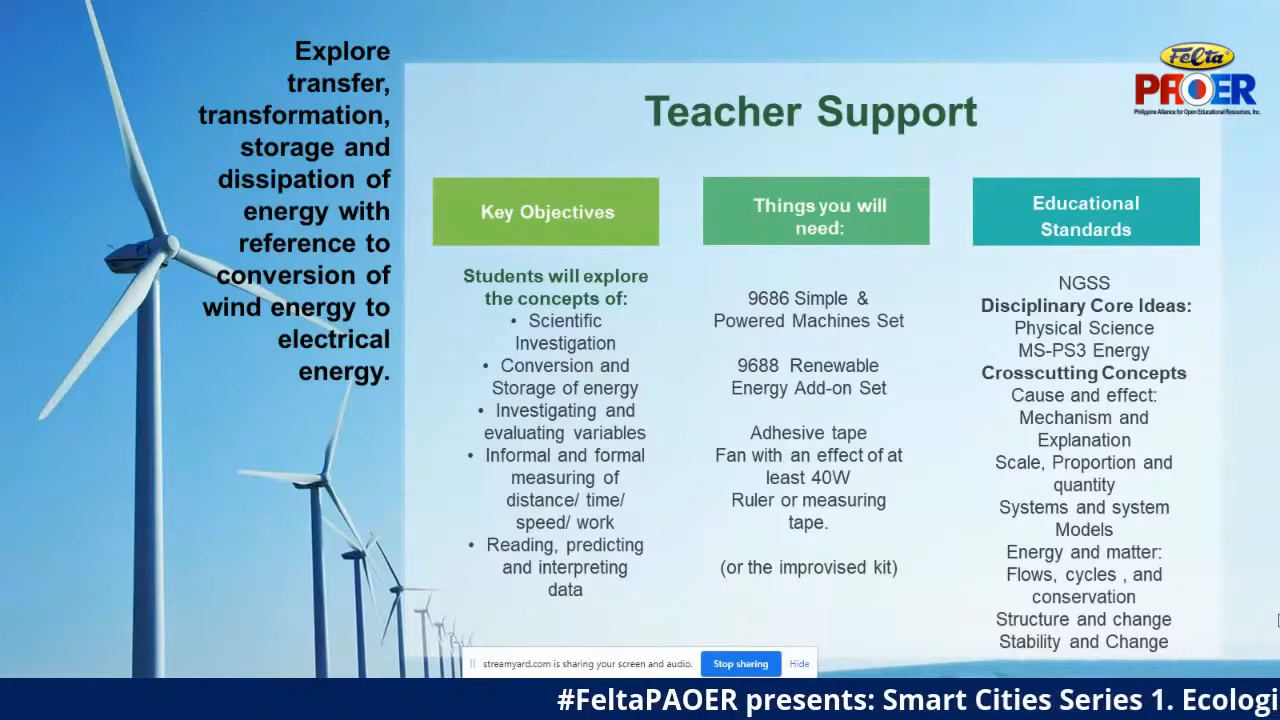 Explore
transfer,
transformation,
storage and
dissipation of
energy with
reference to
conversion of
wind energy to
electrical
energy.
Felta
PAOER
Philippine Alliance for Open Educational Resources, Inc.
Teacher Support
Key Objectives
Students will explore
the concepts of:
• Scientific
Investigation
• Conversion and
Storage of energy
• Investigating and
evaluating variables
• Informal and formal
measuring of
distance/ time/
speed/ work
• Reading, predicting
and interpreting
data
Things you will
need:
9686 Simple &
Powered Machines Set
9688 Renewable
Energy Add-on Set
Adhesive tape
Fan with an effect of at
least 40W
Ruler or measuring
tape.
(or the improvised kit)
Educational
Standards
NGSS
Disciplinary Core Ideas:
Physical Science
MS-PS3 Energy
Crosscutting Concepts
Cause and effect:
Mechanism and
Explanation
Scale, Proportion and
quantity
Systems and system
Models
Energy and matter:
Flows, cycles , and
conservation
Structure and change
Stability and Change
streamyard.com is sharing your screen and audio.
Stop sharing
Hide
#FeltaPAOER presents: Smart Cities Series 1. Ecologi